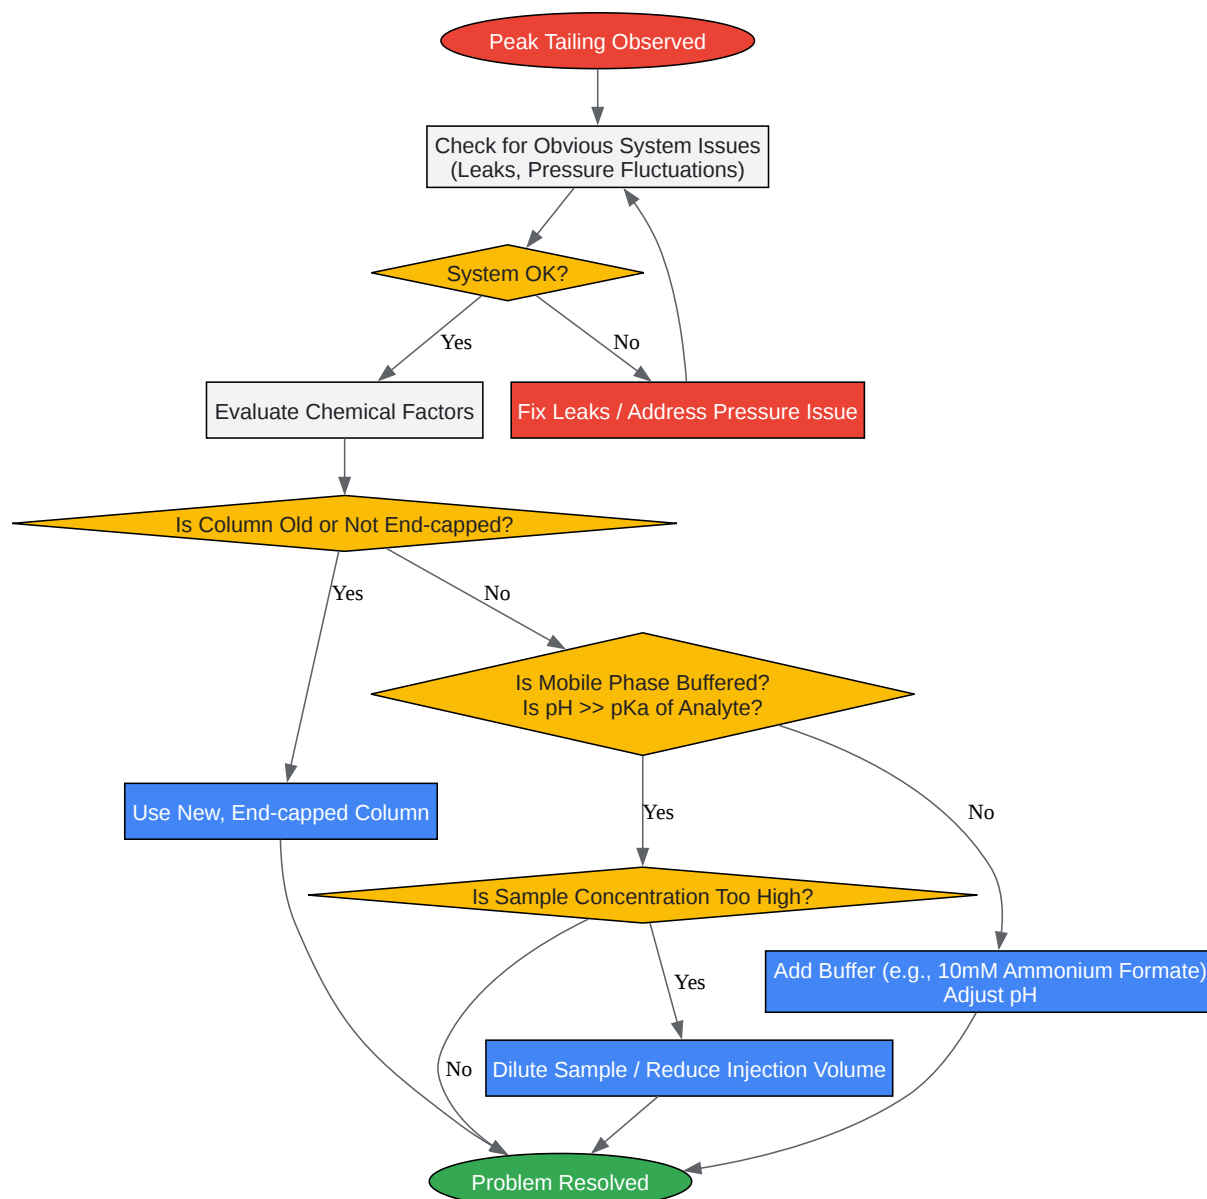 Peak Tailing Observed
Check for Obvious System Issues
(Leaks, Pressure Fluctuations)
System OK?
Yes
No
Evaluate Chemical Factors
Fix Leaks / Address Pressure Issue
Is Column Old or Not End-capped?
Yes
No
Is Mobile Phase Buffered?
Is pH >> pKa of Analyte?
Use New, End-capped Column
Yes
No
Is Sample Concentration Too High?
Yes
Add Buffer (e.g., 10mM Ammonium Formate)
Adjust pH
No
Dilute Sample / Reduce Injection Volume
Problem Resolved